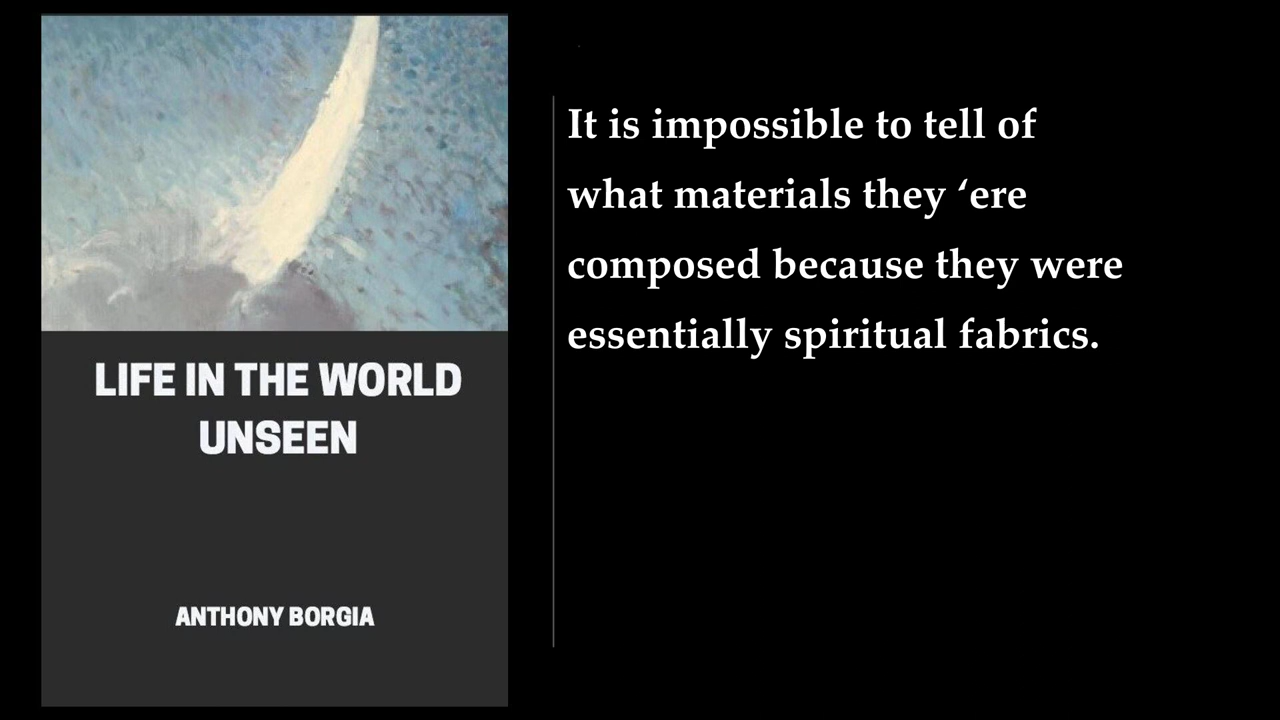 LIFE IN THE WORLD
UNSEEN
ANTHONY BORGIA
It is impossible to tell of
what materials they ‘ere
composed because they were
essentially spiritual fabrics.